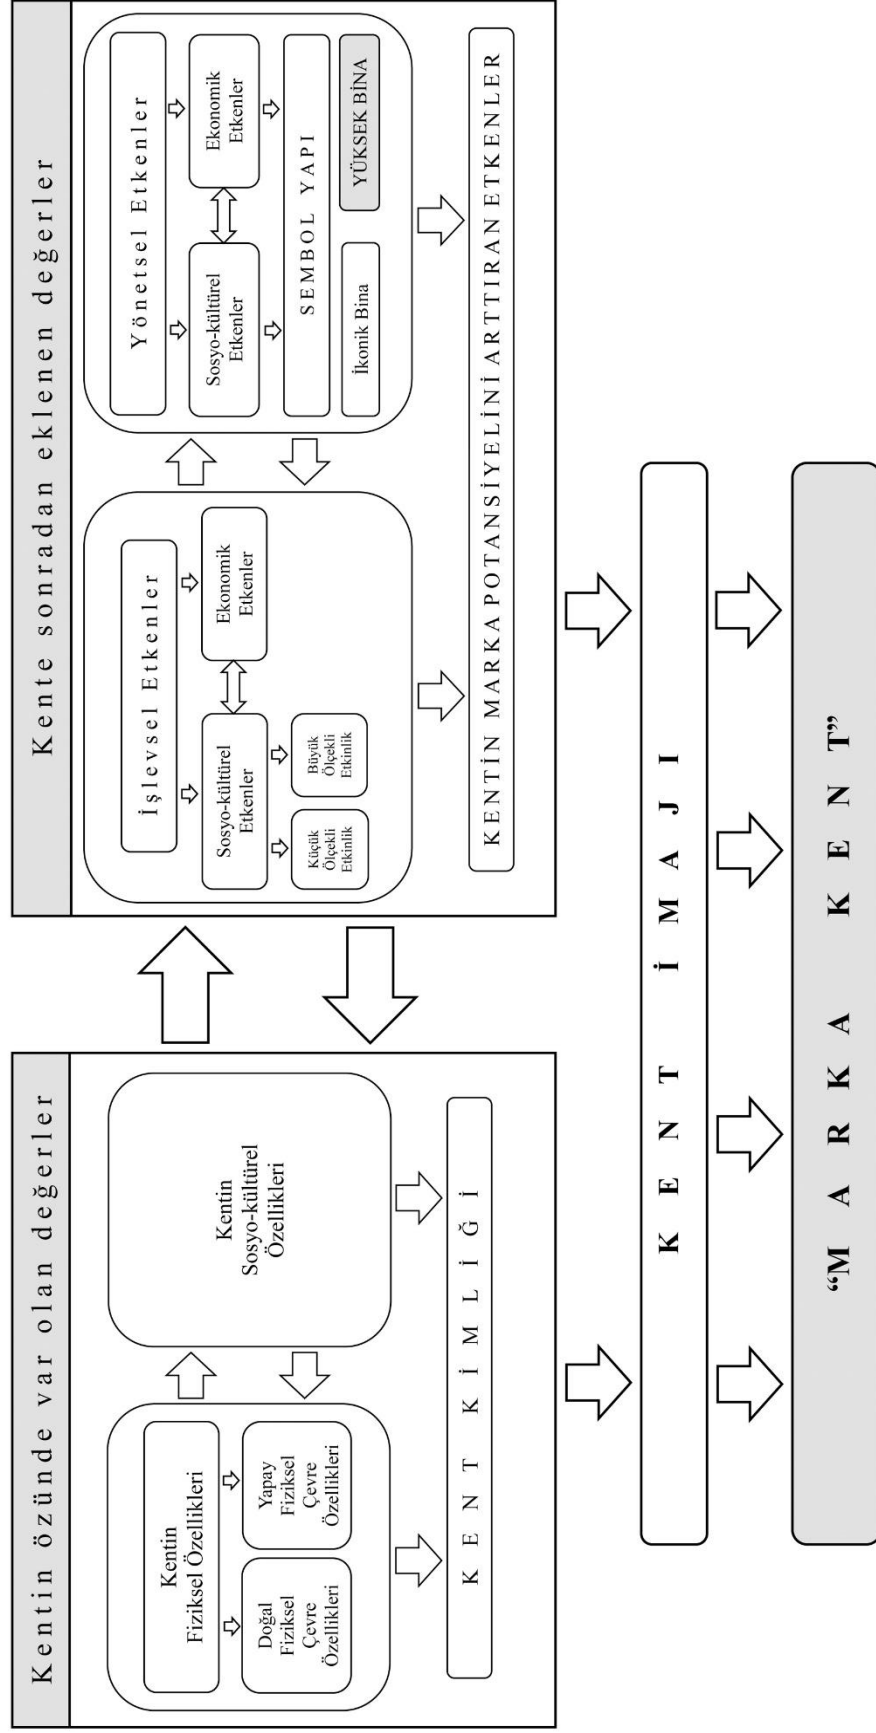 Kentin özünde var olan değerler
Kentin
Fiziksel Özellikleri
Doğal
Fiziksel
Çevre
Özellikleri
Yapay
Fiziksel
Çevre
Özellikleri
Kentin
Sosyo-kültürel
Özellikleri
KENT KİMLİĞİ
Kente sonradan eklenen değerler
İşlevsel Etkenler
Sosyo-kültürel
Etkenler
Ekonomik
Etkenler
Küçük
Ölçekli
Etkinlik
Büyük
Ölçekli
Etkinlik
Yönetsel Etkenler
Sosyo-kültürel
Etkenler
Ekonomik
Etkenler
SEMBOL YAPI
İkonik Bina
YÜKSEK BİNA
KENTİN MARKA POTANSİYELİNİ ARTTIRAN ETKENLER
KENT İMAJI
“MARKA KENT”